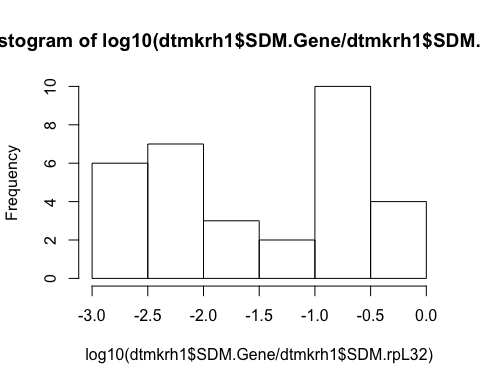 stogram of log10(dtmkrh1$SDM.Gene/dtmkrh1$SDM.
Frequency
10
8
6
4
2
0
-3.0 -2.5 -2.0 -1.5 -1.0 -0.5 0.0
log10(dtmkrh1$SDM.Gene/dtmkrh1$SDM.rpL32)